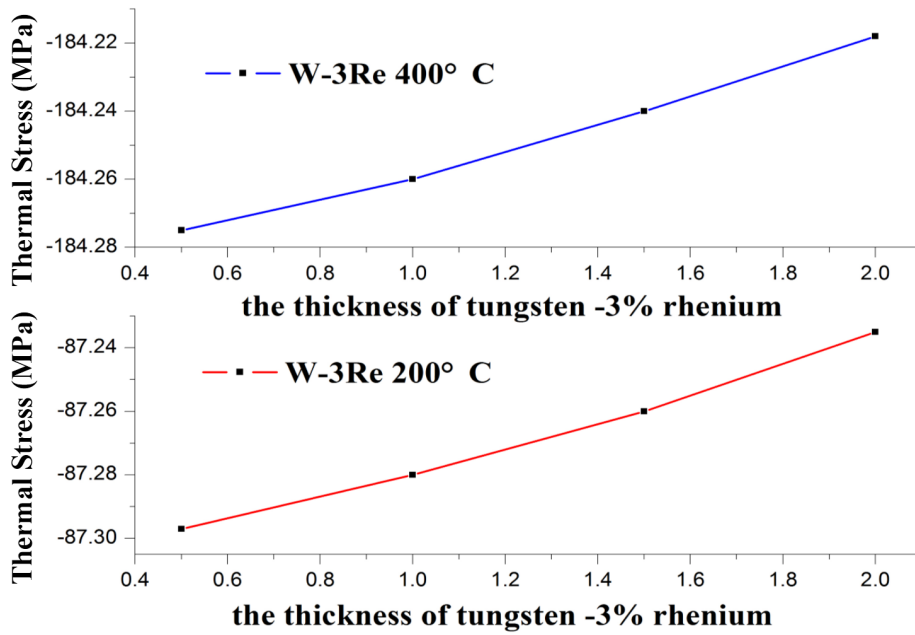 Thermal Stress (MPa)
-184.22
-184.24
-184.26
-184.28
W-3Re 400° C
0.4 0.6 0.8 1.0 1.2 1.4 1.6 1.8 2.0
the thickness of tungsten -3% rhenium
Thermal Stress (MPa)
-87.24
-87.26
-87.28
-87.30
W-3Re 200° C
0.4 0.6 0.8 1.0 1.2 1.4 1.6 1.8 2.0
the thickness of tungsten -3% rhenium